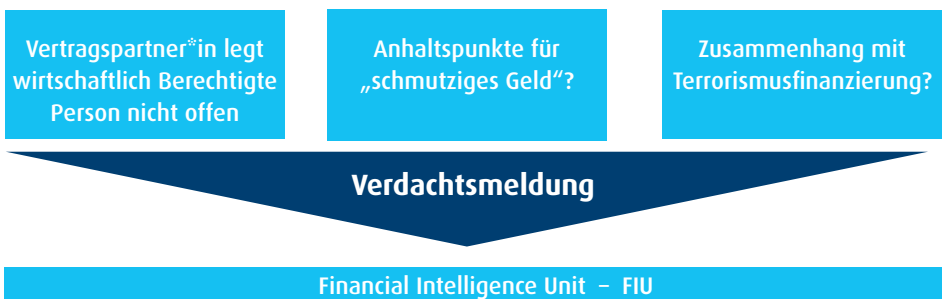 Vertragspartner*in legt
wirtschaftlich Berechtigte
Person nicht offen
Anhaltspunkte für
„schmutziges Geld“?
Zusammenhang mit
Terrorismusfinanzierung?
Verdachtsmeldung
Financial Intelligence Unit – FIU